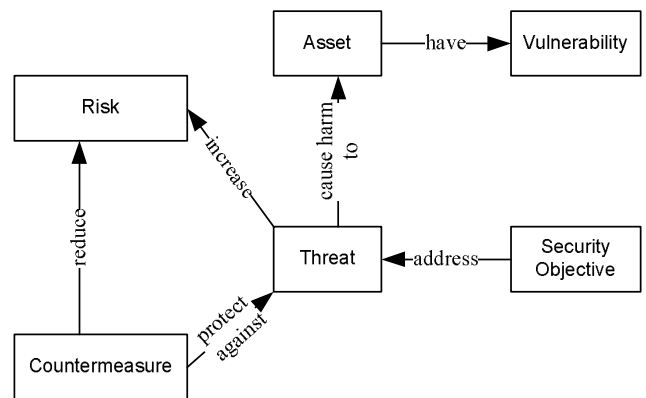 Asset
have
Vulnerability
Risk
increase
cause harm
to
reduce
Threat
address
Security
Objective
protect
against
Countermeasure